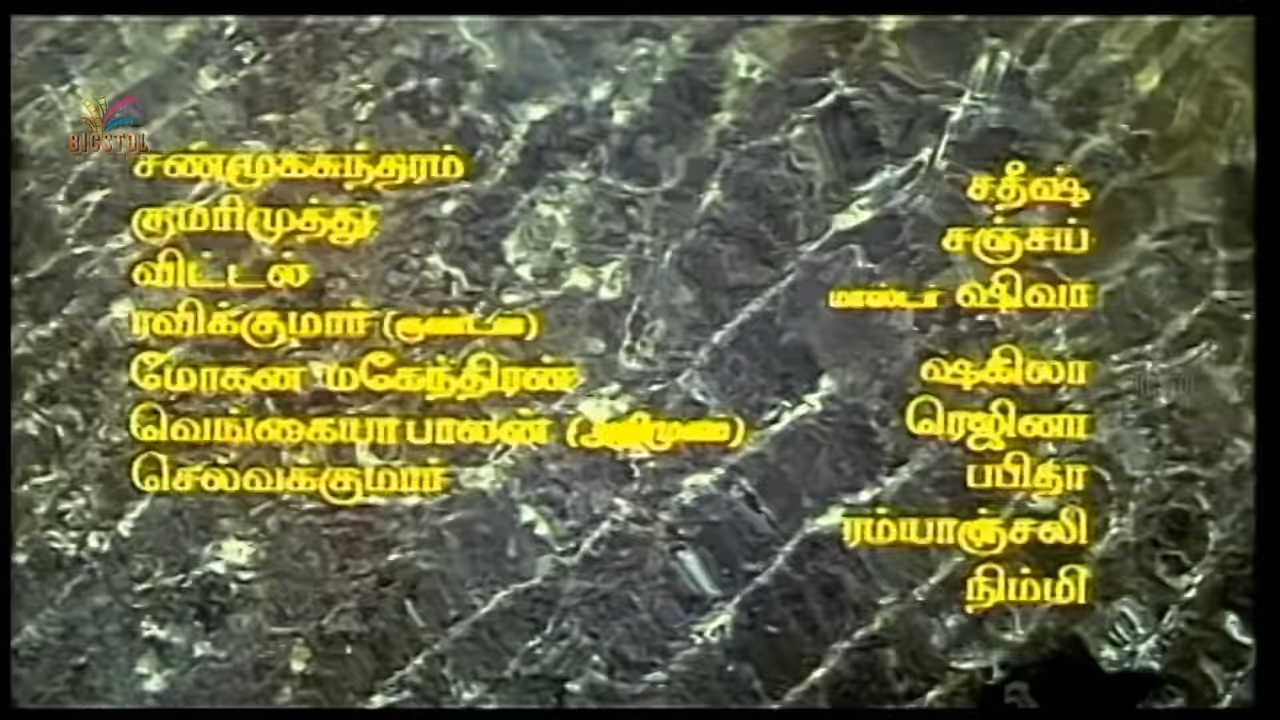 BIGSTOL
சண்முகசுந்தரம்
குமரிமுத்து
விட்டல்
ரவிக்குமார்
மோகன மகேந்திரன்
வெங்கையாபாலன்
செல்வக்குமார்
சதீஷ்
சஞ்சய்
மாஸ்டர் ஷிவா
ஷகிலா
ரெஜினா
பபிதா
ரம்யாஞ்சலி
நிம்மி